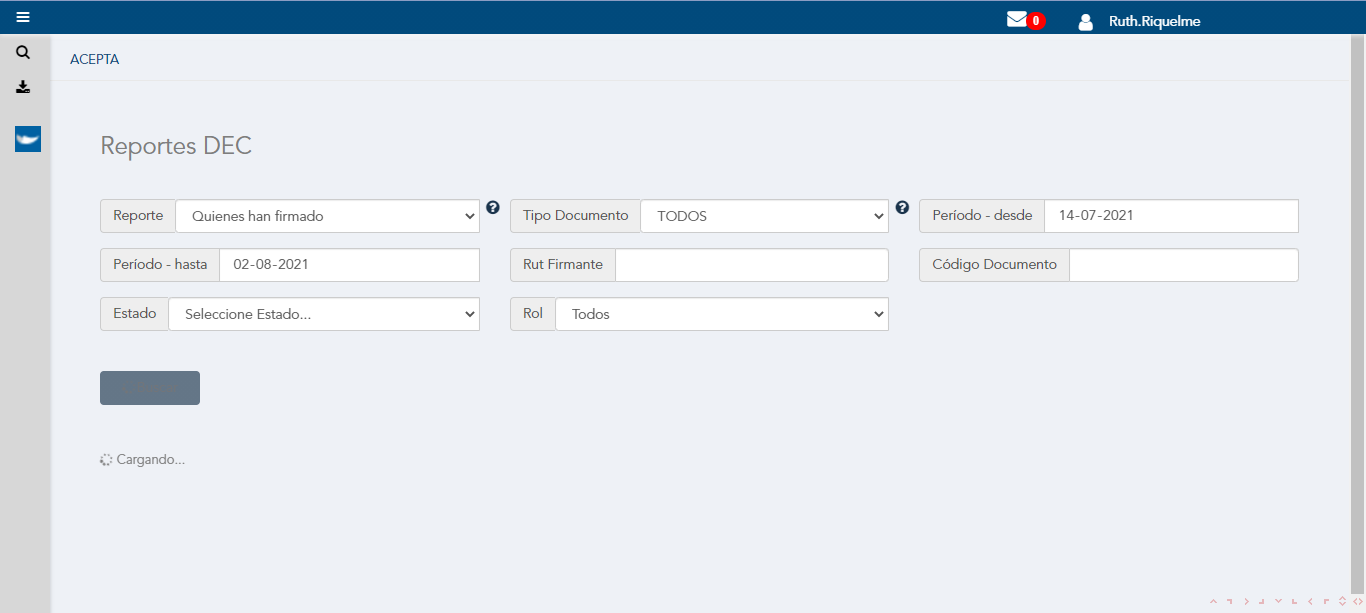 0 Ruth.Riquelme
ACEPTA
Reportes DEC
Reporte Quienes han firmado ? Tipo Documento TODOS ? Período - desde 14-07-2021
Período - hasta 02-08-2021 Rut Firmante Código Documento
Estado Seleccione Estado... Rol Todos
Cargando...